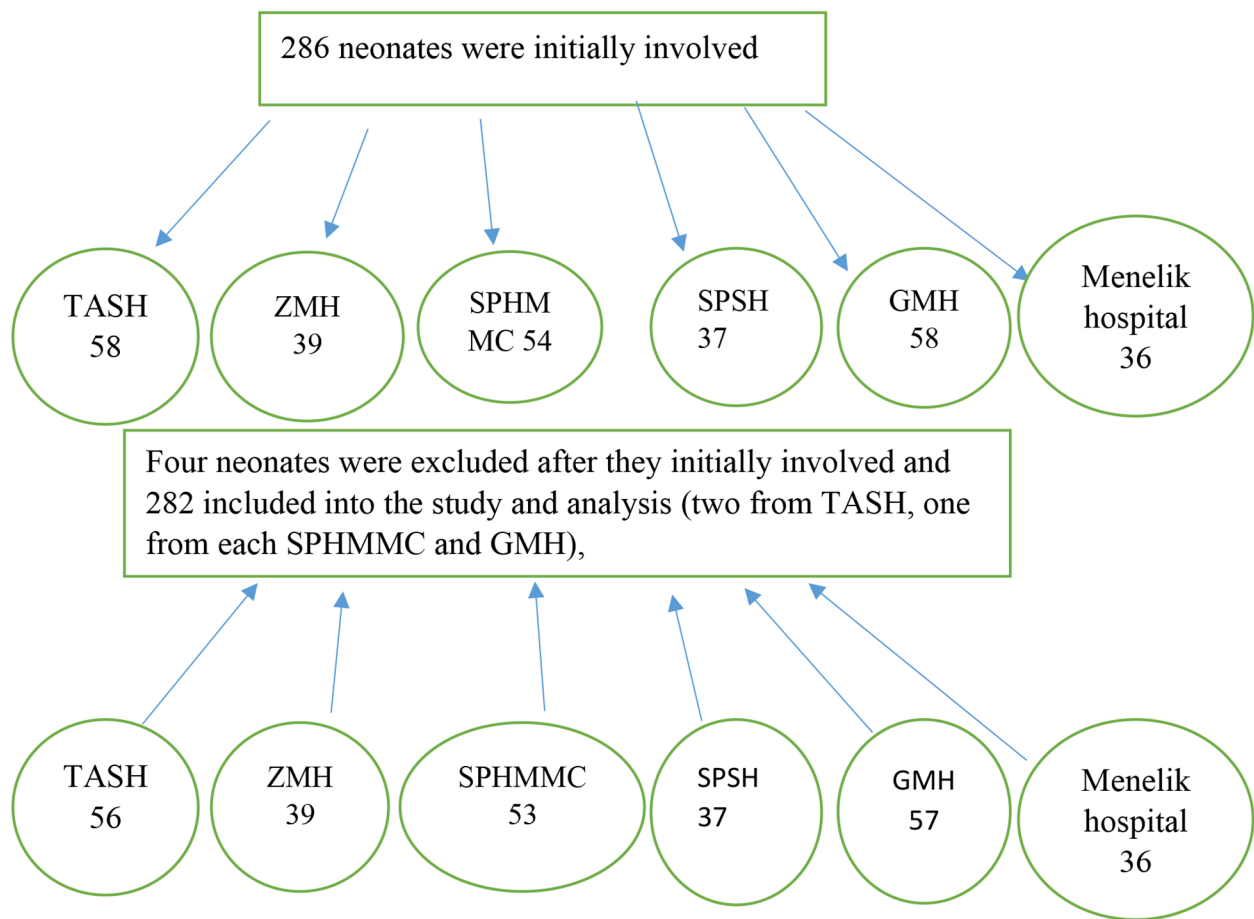 286 neonates were initially involved
TASH
58
ZMH
39
SPHM
MC 54
SPSH
37
GMH
58
Menelik
hospital
36
Four neonates were excluded after they initially involved and
282 included into the study and analysis (two from TASH, one
from each SPHMMC and GMH),
TASH
56
ZMH
39
SPHMMC
53
SPSH
37
GMH
57
Menelik
hospital
36